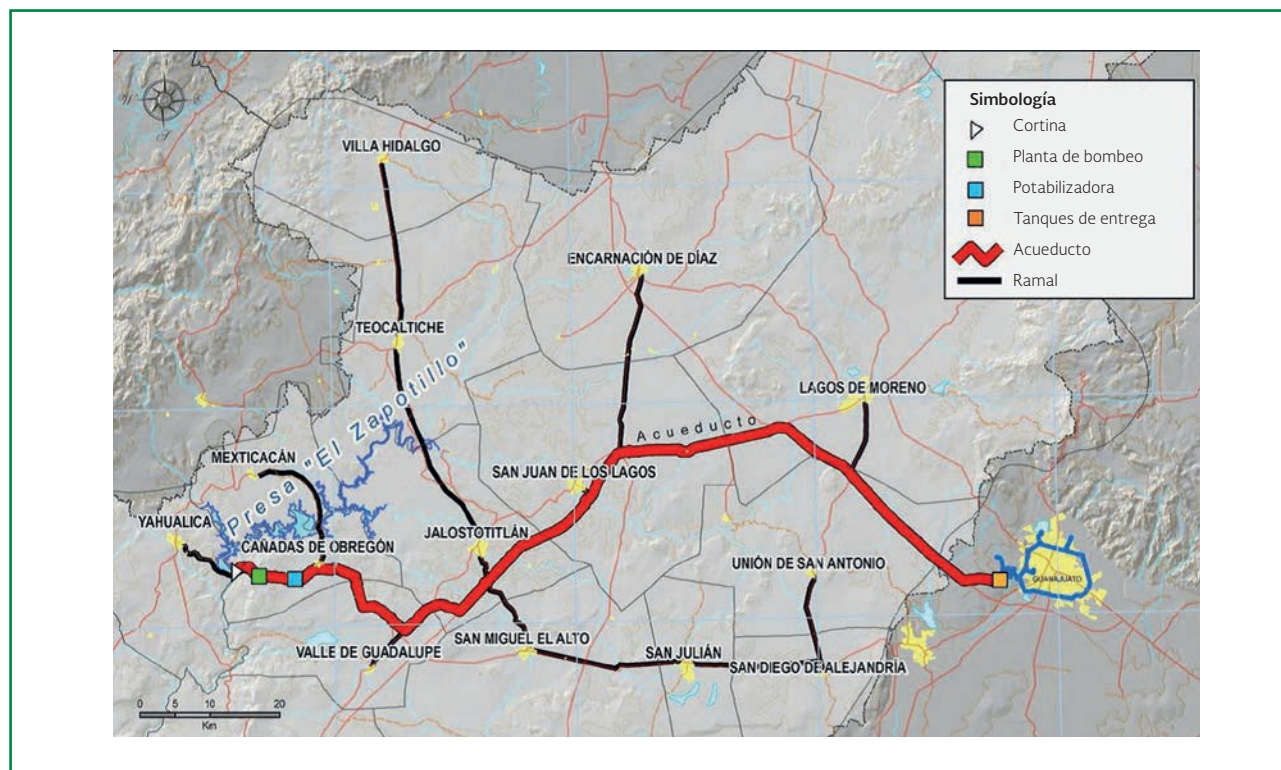 Simbología
Cortina
Planta de bombeo
Potabilizadora
Tanques de entrega
Acueducto
Ramal
VILLA HIDALGO
ENCARNACIÓN DE DÍAZ
TEOCALTICHE
LAGOS DE MORENO
Acueducto
Presa "El Zapotillo"
MEXTICACÁN
SAN JUAN DE LOS LAGOS
YAHUALICA
CAÑADAS DE OBREGÓN
JALOSTOTITLÁN
UNIÓN DE SAN ANTONIO
GUANAJUATO
VALLE DE GUADALUPE
SAN MIGUEL EL ALTO
SAN JULIÁN
SAN DIEGO DE ALEJANDRÍA
0 5 10 20
Km